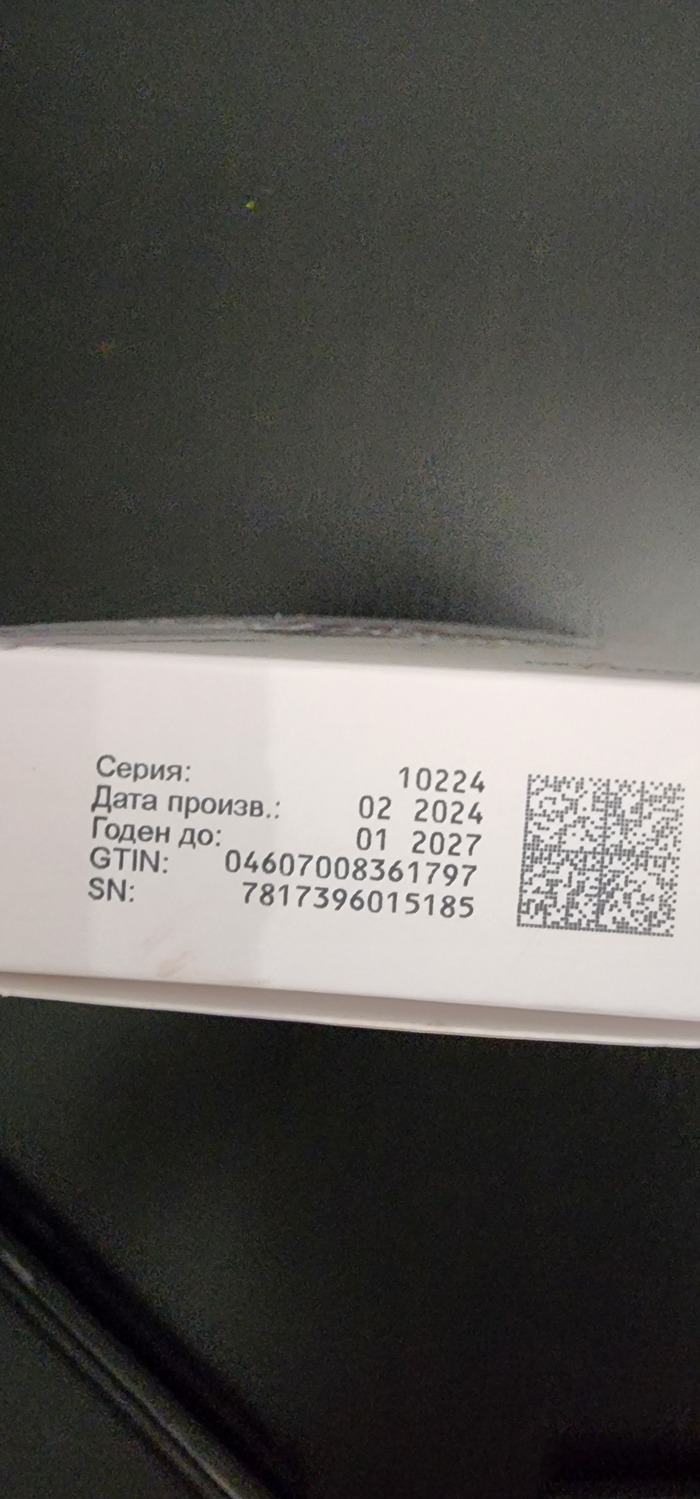 Серия: 10224
Дата произв.: 02 2024
Годен до: 01 2027
GTIN: 04607008361797
SN: 7817396015185